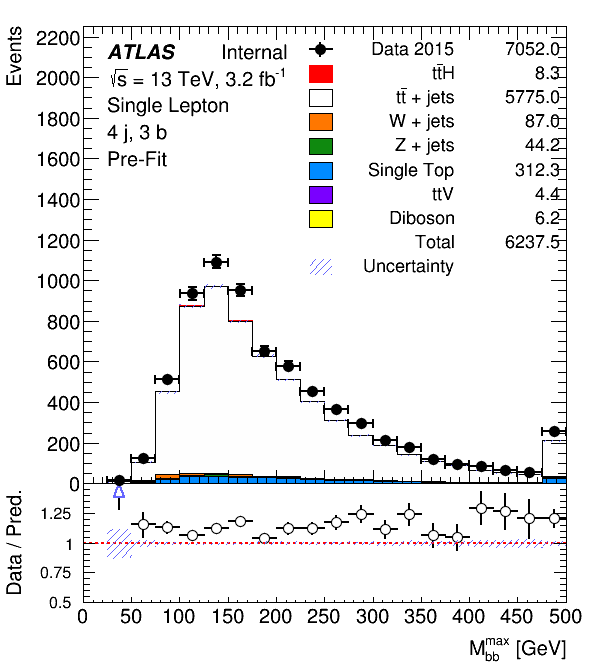 Events
2200
2000
1800
1600
1400
1200
1000
800
600
400
200
0
ATLAS Internal
√s = 13 TeV, 3.2 fb⁻¹
Single Lepton
4 j, 3 b
Pre-Fit
Data 2015 7052.0
tt̄H 8.3
tt̄ + jets 5775.0
W + jets 87.0
Z + jets 44.2
Single Top 312.3
ttV 4.4
Diboson 6.2
Total 6237.5
Uncertainty
Data / Pred.
1.25
1
0.75
0.5
0 50 100 150 200 250 300 350 400 450 500
M_bb^max [GeV]